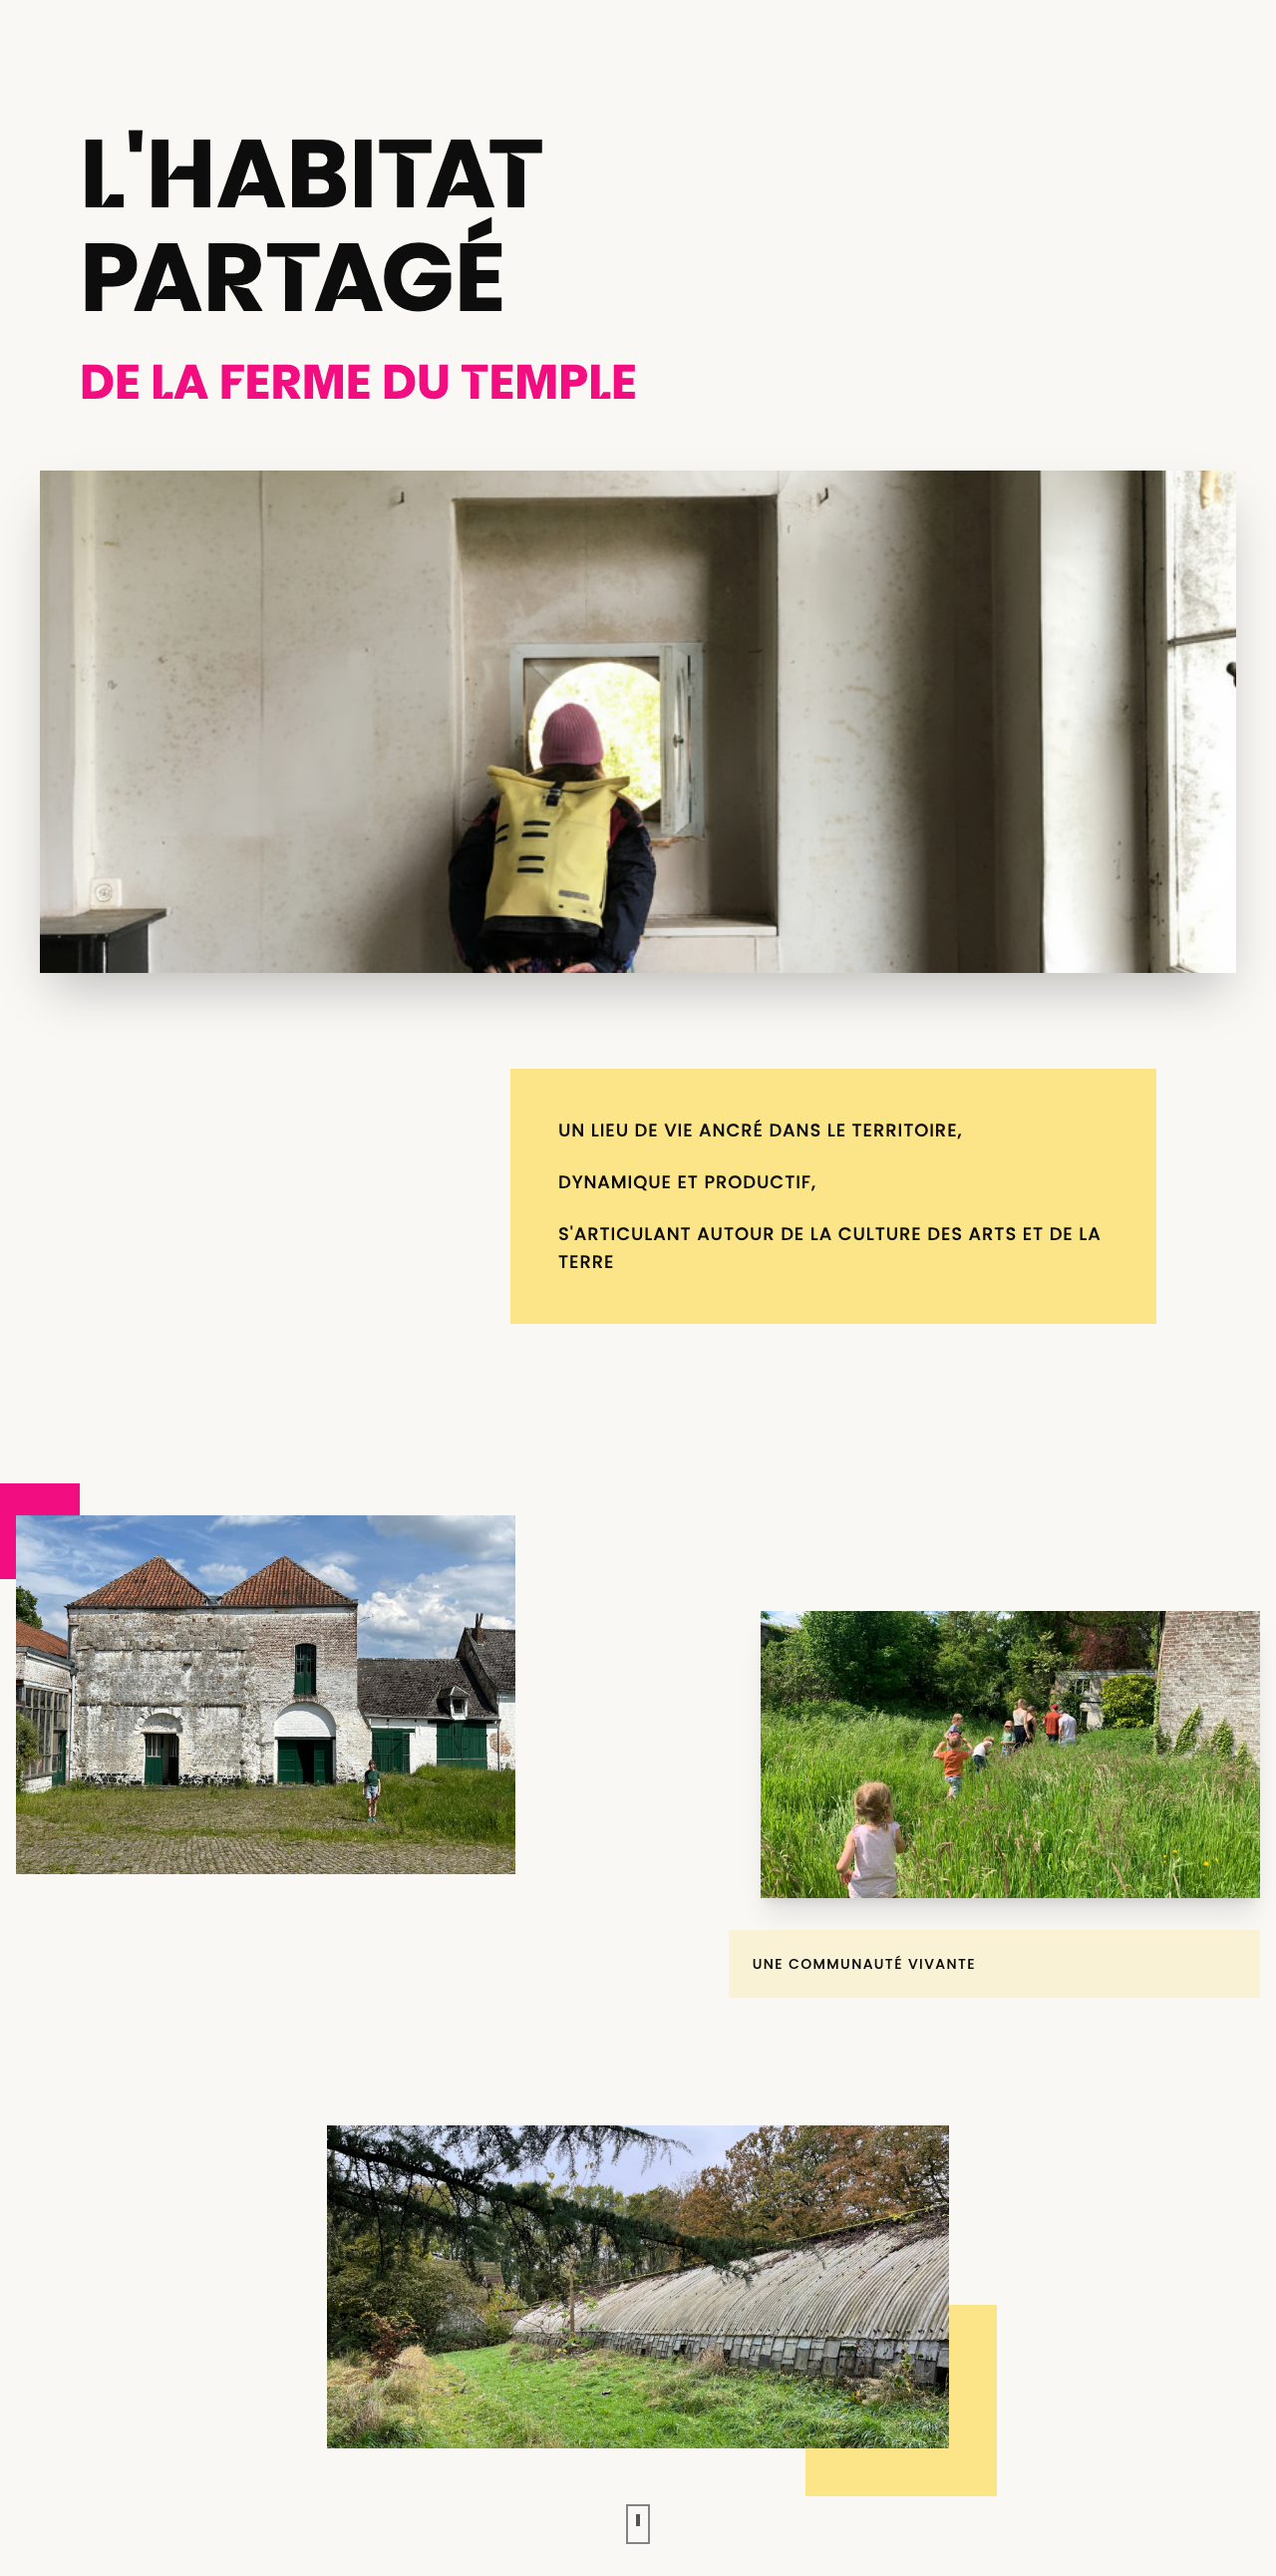 L'HABITAT
PARTAGÉ
DE LA FERME DU TEMPLE
UN LIEU DE VIE ANCRÉ DANS LE TERRITOIRE,
DYNAMIQUE ET PRODUCTIF,
S'ARTICULANT AUTOUR DE LA CULTURE DES ARTS ET DE LA
TERRE
UNE COMMUNAUTÉ VIVANTE